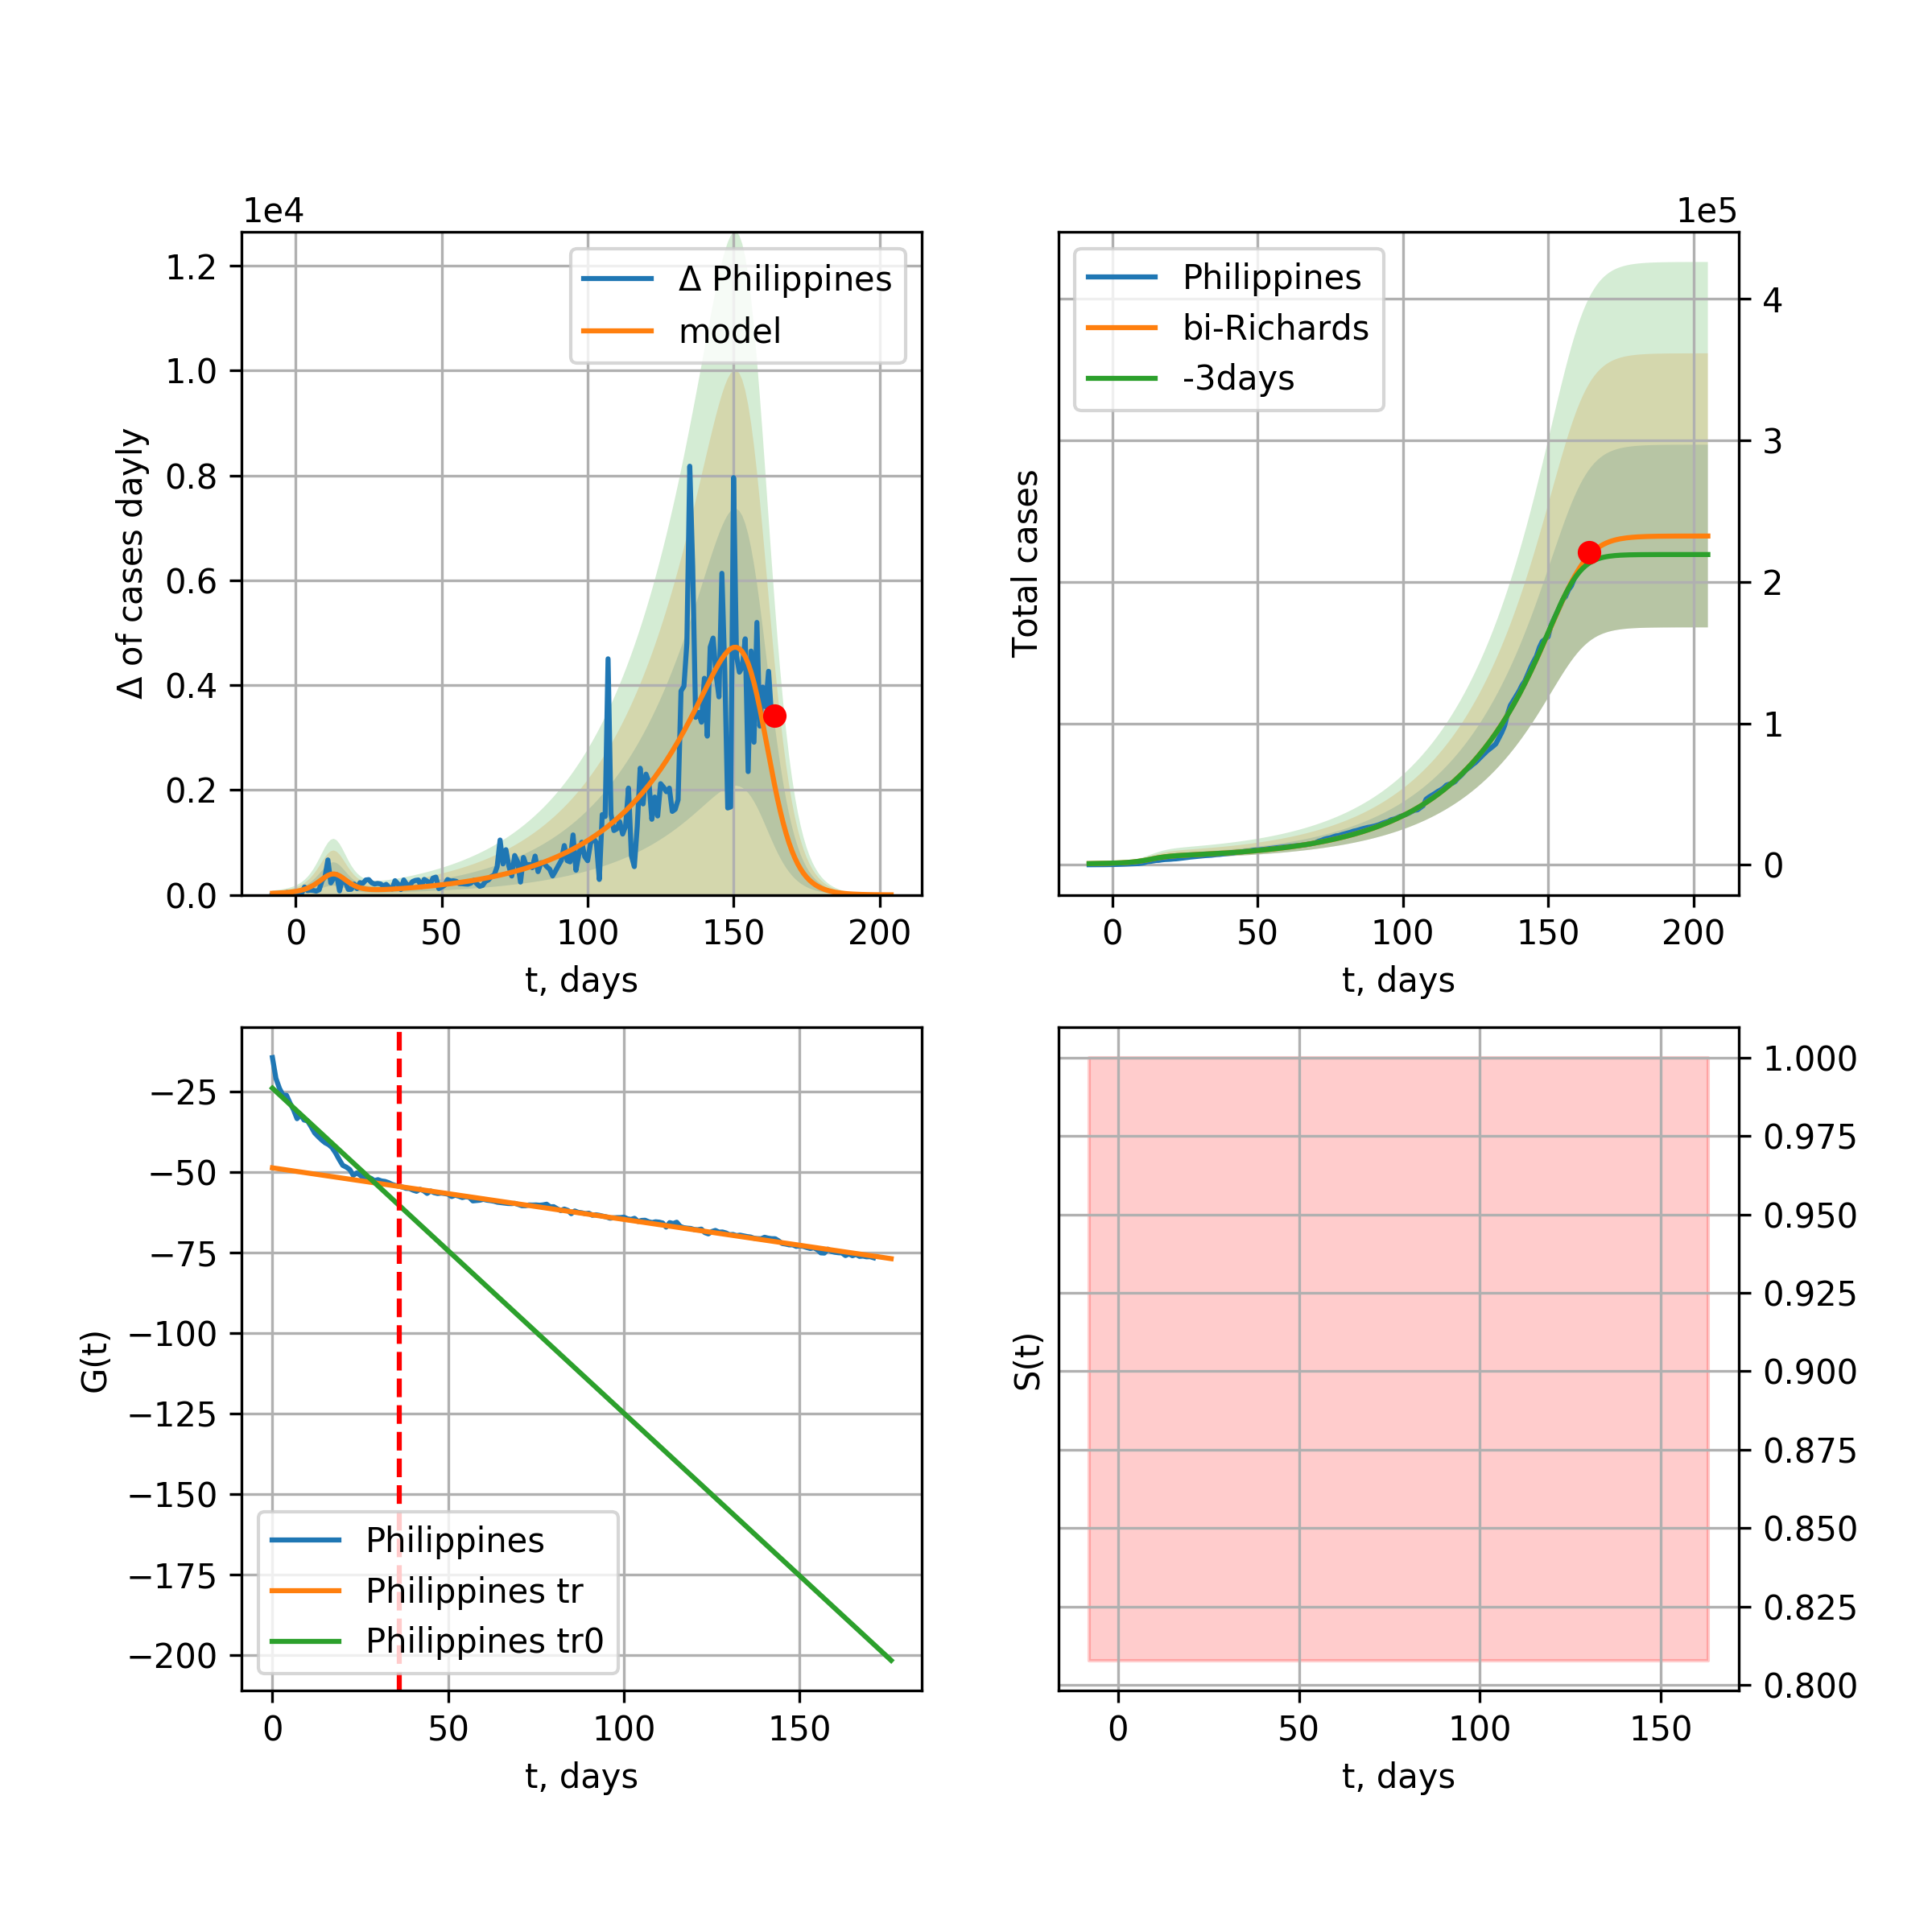 1e4
Δ of cases dayly
1.2
1.0
0.8
0.6
0.4
0.2
0.0
Δ Philippines
model
0 50 100 150 200
t, days
1e5
Total cases
Philippines
bi-Richards
-3days
4
3
2
1
0
0 50 100 150 200
t, days
G(t)
−25
−50
−75
−100
−125
−150
−175
−200
Philippines
Philippines tr
Philippines tr0
0 50 100 150
t, days
S(t)
1.000
0.975
0.950
0.925
0.900
0.875
0.850
0.825
0.800
0 50 100 150
t, days